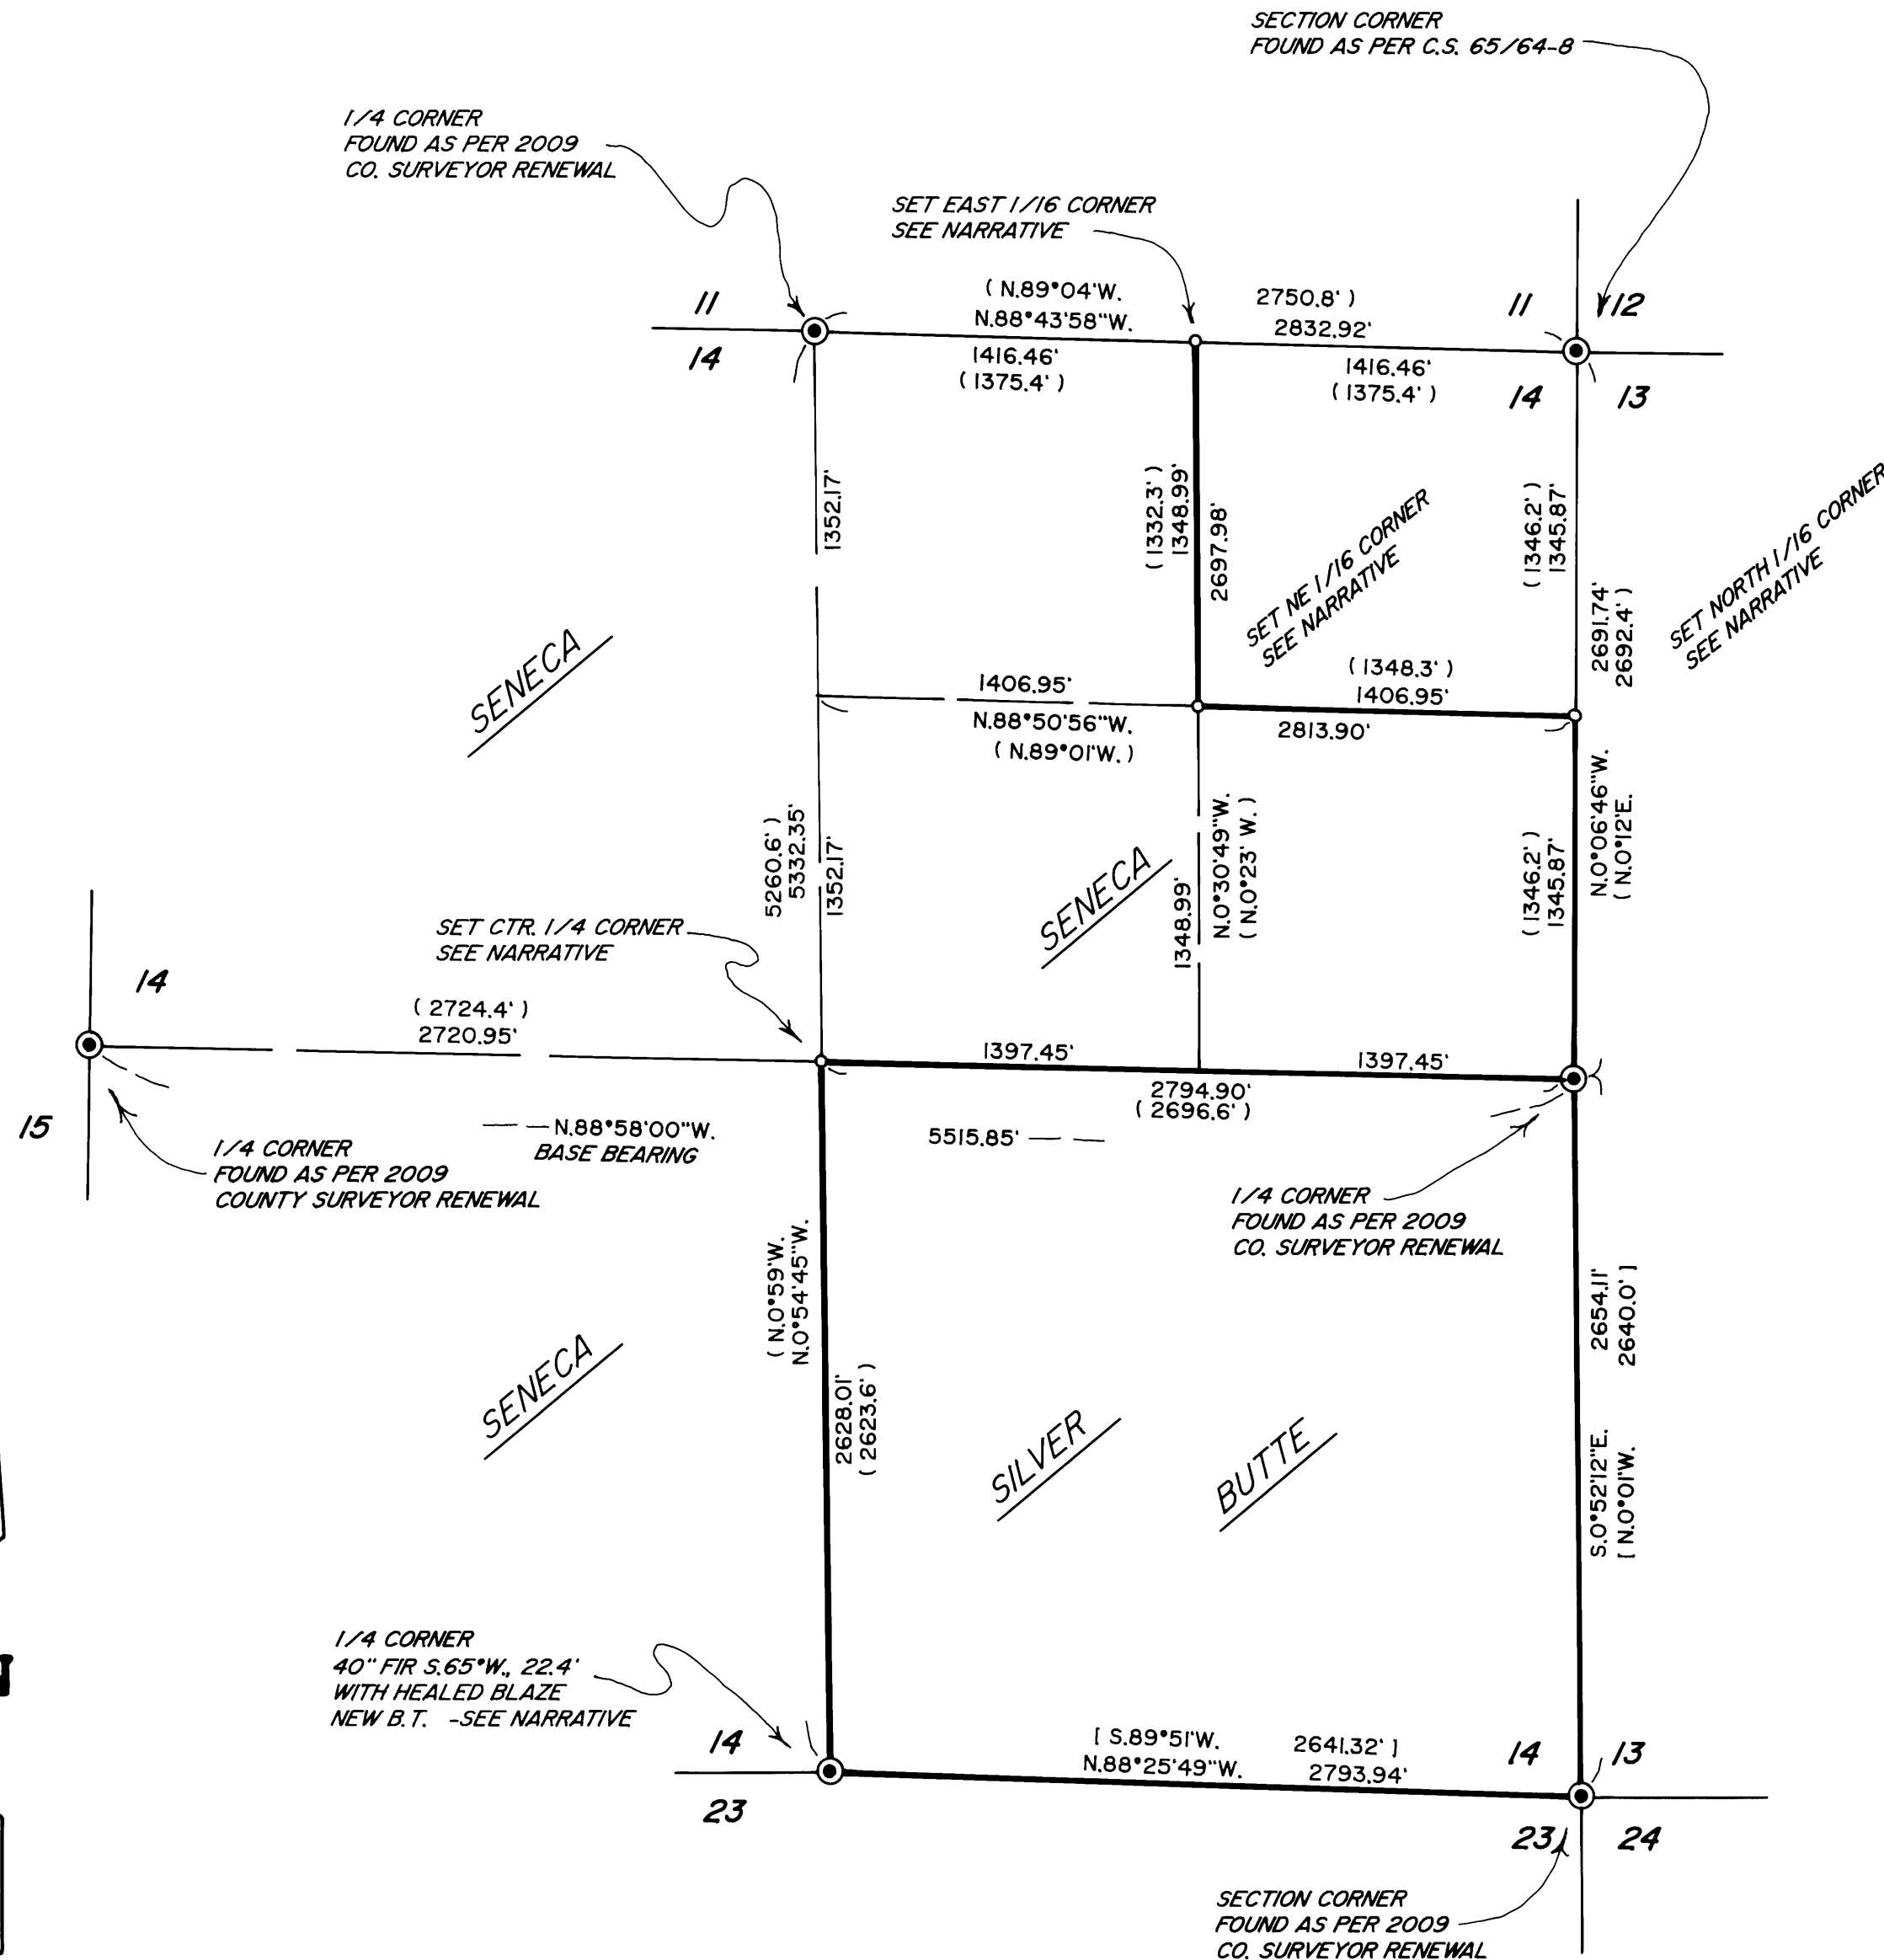 SECTION CORNER
FOUND AS PER C.S. 65/64-8
1/4 CORNER
FOUND AS PER 2009
CO. SURVEYOR RENEWAL
SET EAST 1/16 CORNER
SEE NARRATIVE
11
14
( N.89°04'W.
2750.8' )
N.88°43'58"W.
2832.92'
1416.46'
( 1375.4' )
1416.46'
( 1375.4' )
11
12
14
13
1352.17'
( 1332.3' )
1348.99'
2697.98'
SET NE 1/16 CORNER
SEE NARRATIVE
( 1346.2' )
1345.87'
2691.74'
2692.4' )
SET NORTH 1/16 CORNER
SEE NARRATIVE
SENECA
1406.95'
N.88°50'56"W.
( N.89°01'W. )
( 1348.3' )
1406.95'
2813.90'
5260.6' )
5332.35'
1352.17'
SENECA
1348.99'
N.0°30'49"W.
( N.0°23' W. )
( 1346.2' )
1345.87'
N.0°06'46"W.
( N.0°12'E.
SET CTR. 1/4 CORNER
SEE NARRATIVE
14
15
( 2724.4' )
2720.95'
1397.45'
1397.45'
2794.90'
( 2696.6' )
N.88°58'00"W.
BASE BEARING
5515.85'
1/4 CORNER
FOUND AS PER 2009
COUNTY SURVEYOR RENEWAL
1/4 CORNER
FOUND AS PER 2009
CO. SURVEYOR RENEWAL
( N.0°59'W.
N.0°54'45"W.
2628.01'
( 2623.6' )
SENECA
SILVER
BUTTE
2654.11'
2640.0' ]
S.0°52'12"E.
[ N.0°01'W.
1/4 CORNER
40" FIR S.65°W., 22.4'
WITH HEALED BLAZE
NEW B.T. -SEE NARRATIVE
14
23
[ S.89°51'W.
2641.32' ]
N.88°25'49"W.
2793.94'
14
13
23
24
SECTION CORNER
FOUND AS PER 2009
CO. SURVEYOR RENEWAL